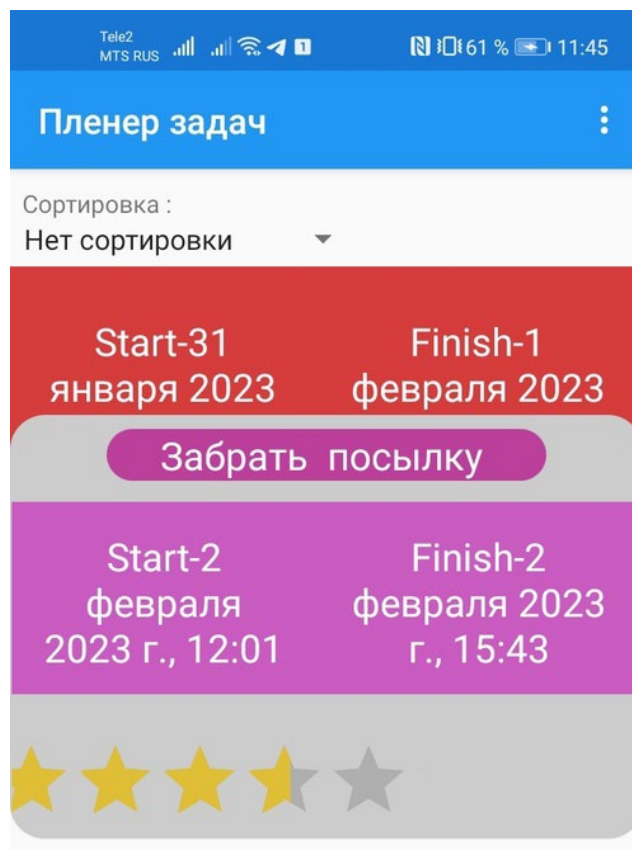 Tele2
MTS RUS 1 61 % 11:45
Пленер задач
Сортировка :
Нет сортировки
Start-31 Finish-1
января 2023 февраля 2023
Забрать посылку
Start-2 Finish-2
февраля февраля 2023
2023 г., 12:01 г., 15:43